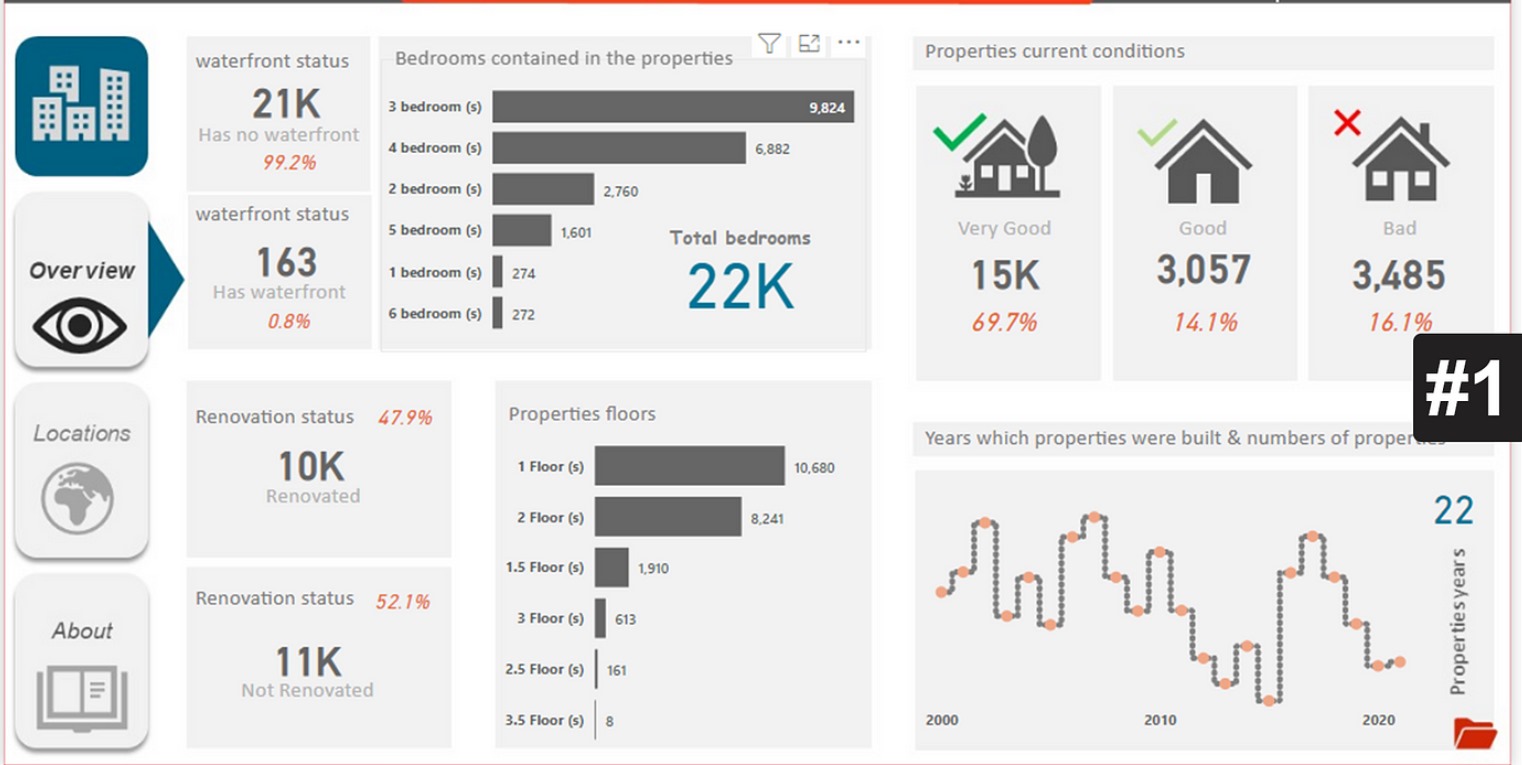 Overview
Locations
About
waterfront status
21K
Has no waterfront
99.2%
waterfront status
163
Has waterfront
0.8%
Bedrooms contained in the properties
3 bedroom (s) 9,824
4 bedroom (s) 6,882
2 bedroom (s) 2,760
5 bedroom (s) 1,601
1 bedroom (s) 274
6 bedroom (s) 272
Total bedrooms
22K
Properties current conditions
Very Good
15K
69.7%
Good
3,057
14.1%
Bad
3,485
16.1%
#1
Renovation status 47.9%
10K
Renovated
Renovation status 52.1%
11K
Not Renovated
Properties floors
1 Floor (s) 10,680
2 Floor (s) 8,241
1.5 Floor (s) 1,910
3 Floor (s) 613
2.5 Floor (s) 161
3.5 Floor (s) 8
Years which properties were built & numbers of properties
22
Properties years
2000 2010 2020